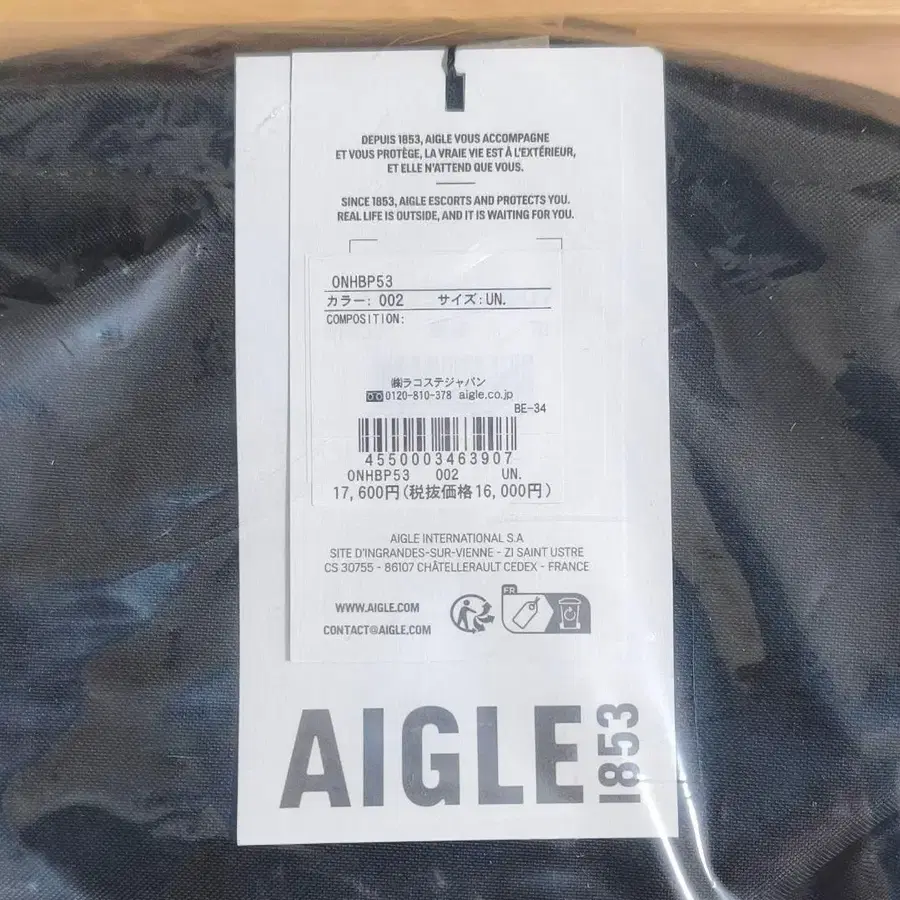 DEPUIS 1853, AIGLE VOUS ACCOMPAGNE
ET VOUS PROTÈGE, LA VRAIE VIE EST À L'EXTÉRIEUR,
ET ELLE N'ATTEND QUE VOUS.
SINCE 1853, AIGLE ESCORTS AND PROTECTS YOU.
REAL LIFE IS OUTSIDE, AND IT IS WAITING FOR YOU.
ONHBP53
カラー: 002 サイズ:UN.
COMPOSITION:
㈱ラコステジャパン
0120-810-378 aigle.co.jp
BE-34
4550003463907
ONHBP53 002 UN.
17,600円(税抜価格16,000円)
AIGLE INTERNATIONAL S.A
SITE D'INGRANDES-SUR-VIENNE - ZI SAINT USTRE
CS 30755 - 86107 CHÂTELLERAULT CEDEX - FRANCE
WWW.AIGLE.COM
CONTACT@AIGLE.COM
FR
AIGLE
1853